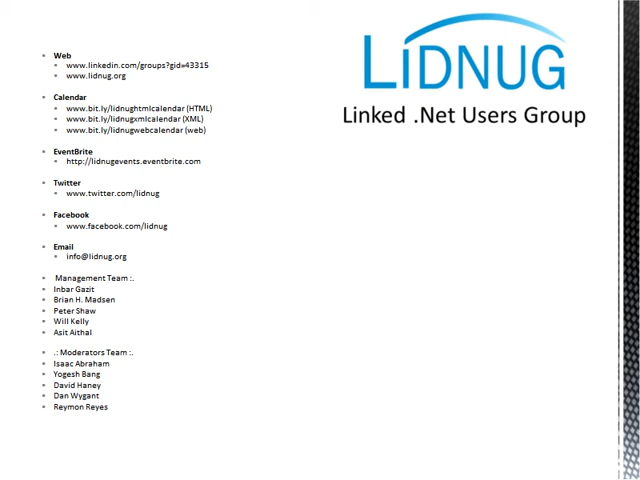 Web
www.linkedin.com/groups?gid=43315
www.lidnug.org
Calendar
www.bit.ly/lidnughtmlcalendar (HTML)
www.bit.ly/lidnugxmlcalendar (XML)
www.bit.ly/lidnugwebcalendar (web)
EventBrite
http://lidnugevents.eventbrite.com
Twitter
www.twitter.com/lidnug
Facebook
www.facebook.com/lidnug
Email
info@lidnug.org
Management Team :.
Inbar Gazit
Brian H. Madsen
Peter Shaw
Will Kelly
Asit Aithal
.: Moderators Team :.
Isaac Abraham
Yogesh Bang
David Haney
Dan Wygant
Reymon Reyes
LIDNUG
Linked .Net Users Group